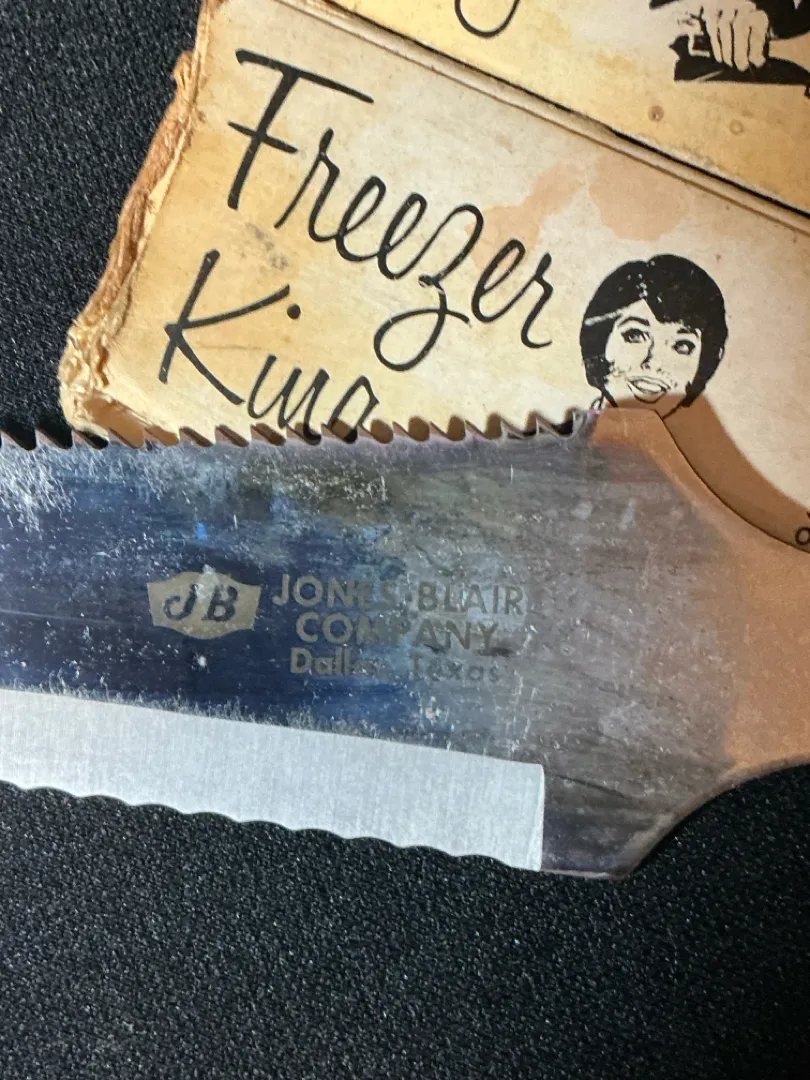 Freezer
King
JB
JONES-BLAIR
COMPANY
Dallas, Texas